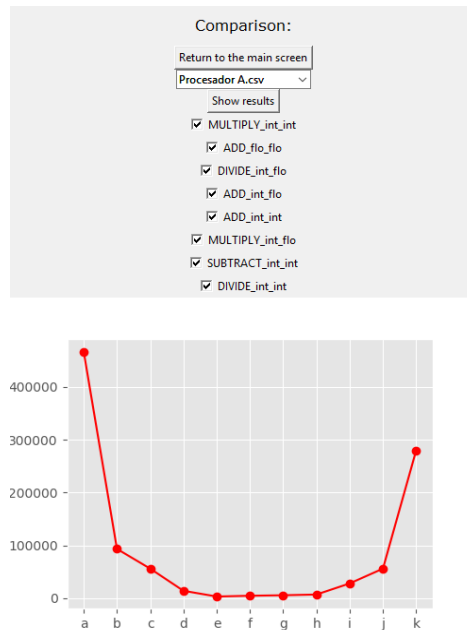 Comparison:
Return to the main screen
Procesador A.csv
Show results
MULTIPLY_int_int
ADD_flo_flo
DIVIDE_int_flo
ADD_int_flo
ADD_int_int
MULTIPLY_int_flo
SUBTRACT_int_int
DIVIDE_int_int
400000
300000
200000
100000
0
a b c d e f g h i j k